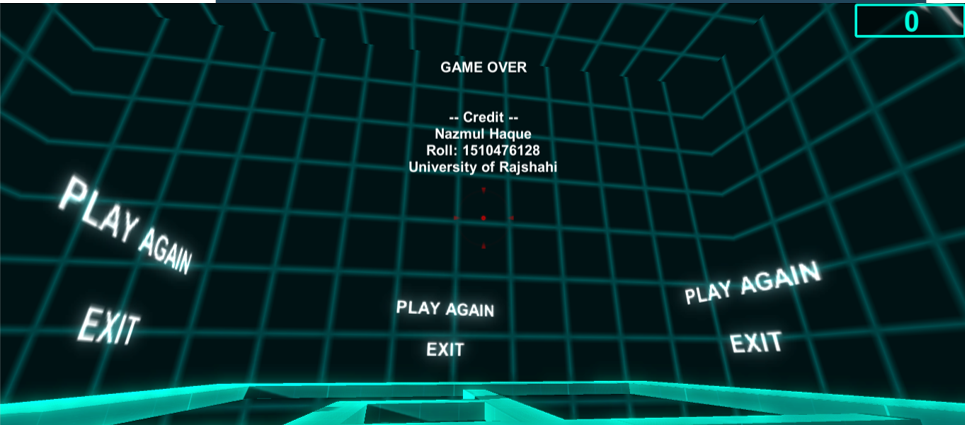 0
GAME OVER
-- Credit --
Nazmul Haque
Roll: 1510476128
University of Rajshahi
PLAY AGAIN
EXIT
PLAY AGAIN
EXIT
PLAY AGAIN
EXIT